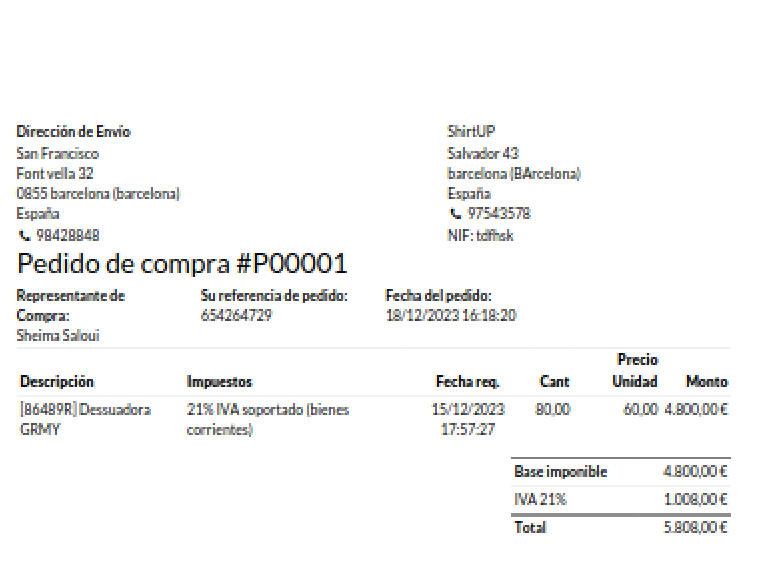 Dirección de Envío
San Francisco
Font vella 32
0855 barcelona (barcelona)
España
98428848
ShirtUP
Salvador 43
barcelona (BArcelona)
España
97543578
NIF: tdfhsk
Pedido de compra #P00001
Representante de Compra:
Sheima Saloui
Su referencia de pedido:
654264729
Fecha del pedido:
18/12/2023 16:18:20
Descripción Impuestos Fecha req. Cant Precio Unidad Monto
[86489R] Dessuadora 21% IVA soportado (bienes 15/12/2023 80,00 60,00 4.800,00 €
GRMY corrientes) 17:57:27
Base imponible 4.800,00 €
IVA 21% 1.008,00 €
Total 5.808,00 €